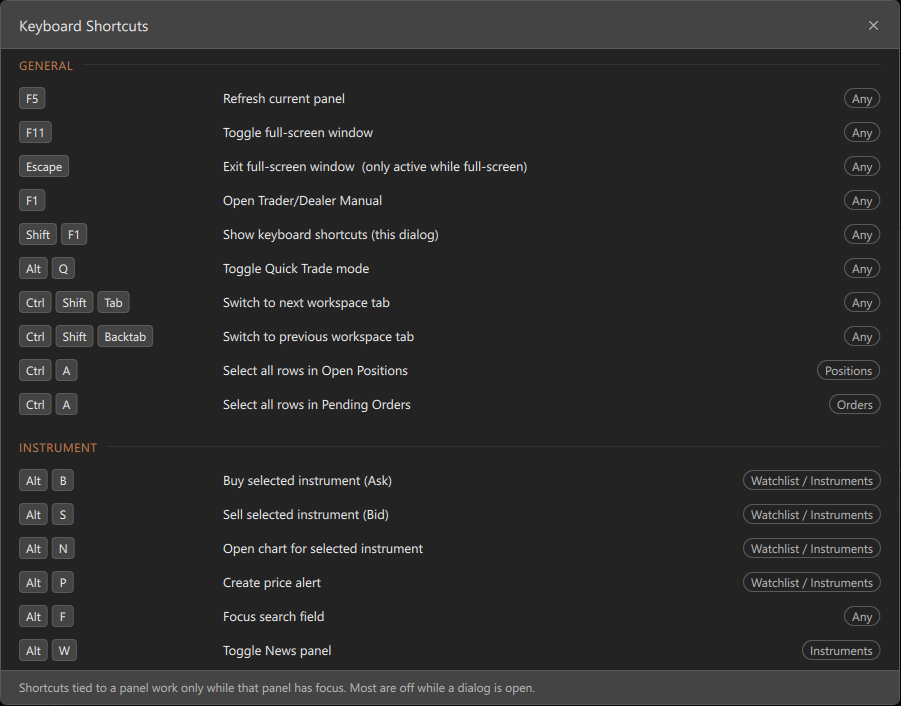 Keyboard Shortcuts
GENERAL
F5 Refresh current panel Any
F11 Toggle full-screen window Any
Escape Exit full-screen window (only active while full-screen) Any
F1 Open Trader/Dealer Manual Any
Shift F1 Show keyboard shortcuts (this dialog) Any
Alt Q Toggle Quick Trade mode Any
Ctrl Shift Tab Switch to next workspace tab Any
Ctrl Shift Backtab Switch to previous workspace tab Any
Ctrl A Select all rows in Open Positions Positions
Ctrl A Select all rows in Pending Orders Orders
INSTRUMENT
Alt B Buy selected instrument (Ask) Watchlist / Instruments
Alt S Sell selected instrument (Bid) Watchlist / Instruments
Alt N Open chart for selected instrument Watchlist / Instruments
Alt P Create price alert Watchlist / Instruments
Alt F Focus search field Any
Alt W Toggle News panel Instruments
Shortcuts tied to a panel work only while that panel has focus. Most are off while a dialog is open.